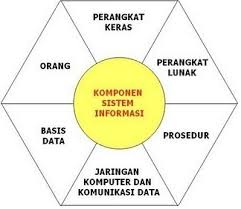 PERANGKAT
KERAS
ORANG
PERANGKAT
LUNAK
KOMPONEN
SISTEM
INFORMASI
BASIS
DATA
PROSEDUR
JARINGAN
KOMPUTER DAN
KOMUNIKASI DATA